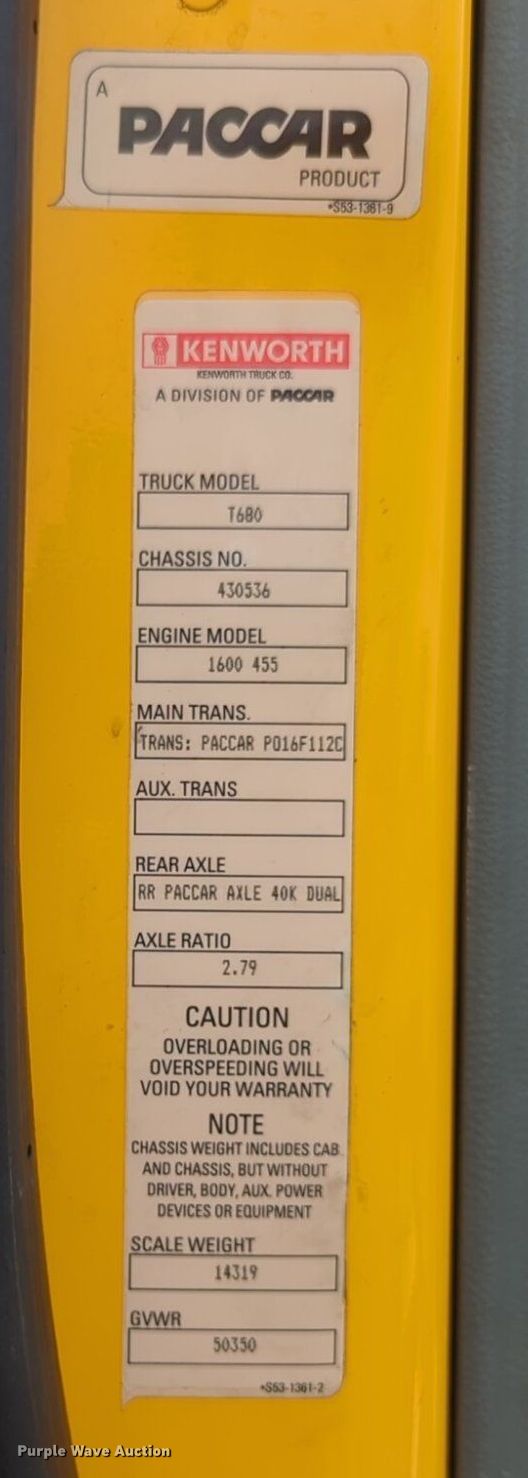 A
PACCAR
PRODUCT
*S53-1361-9
KENWORTH
KENWORTH TRUCK CO.
A DIVISION OF PACCAR
TRUCK MODEL
T680
CHASSIS NO.
430536
ENGINE MODEL
1600 455
MAIN TRANS.
TRANS: PACCAR PO16F112C
AUX. TRANS
REAR AXLE
RR PACCAR AXLE 40K DUAL
AXLE RATIO
2.79
CAUTION
OVERLOADING OR
OVERSPEEDING WILL
VOID YOUR WARRANTY
NOTE
CHASSIS WEIGHT INCLUDES CAB
AND CHASSIS, BUT WITHOUT
DRIVER, BODY, AUX. POWER
DEVICES OR EQUIPMENT
SCALE WEIGHT
14319
GVWR
50350
*S53-1361-2
Purple Wave Auction